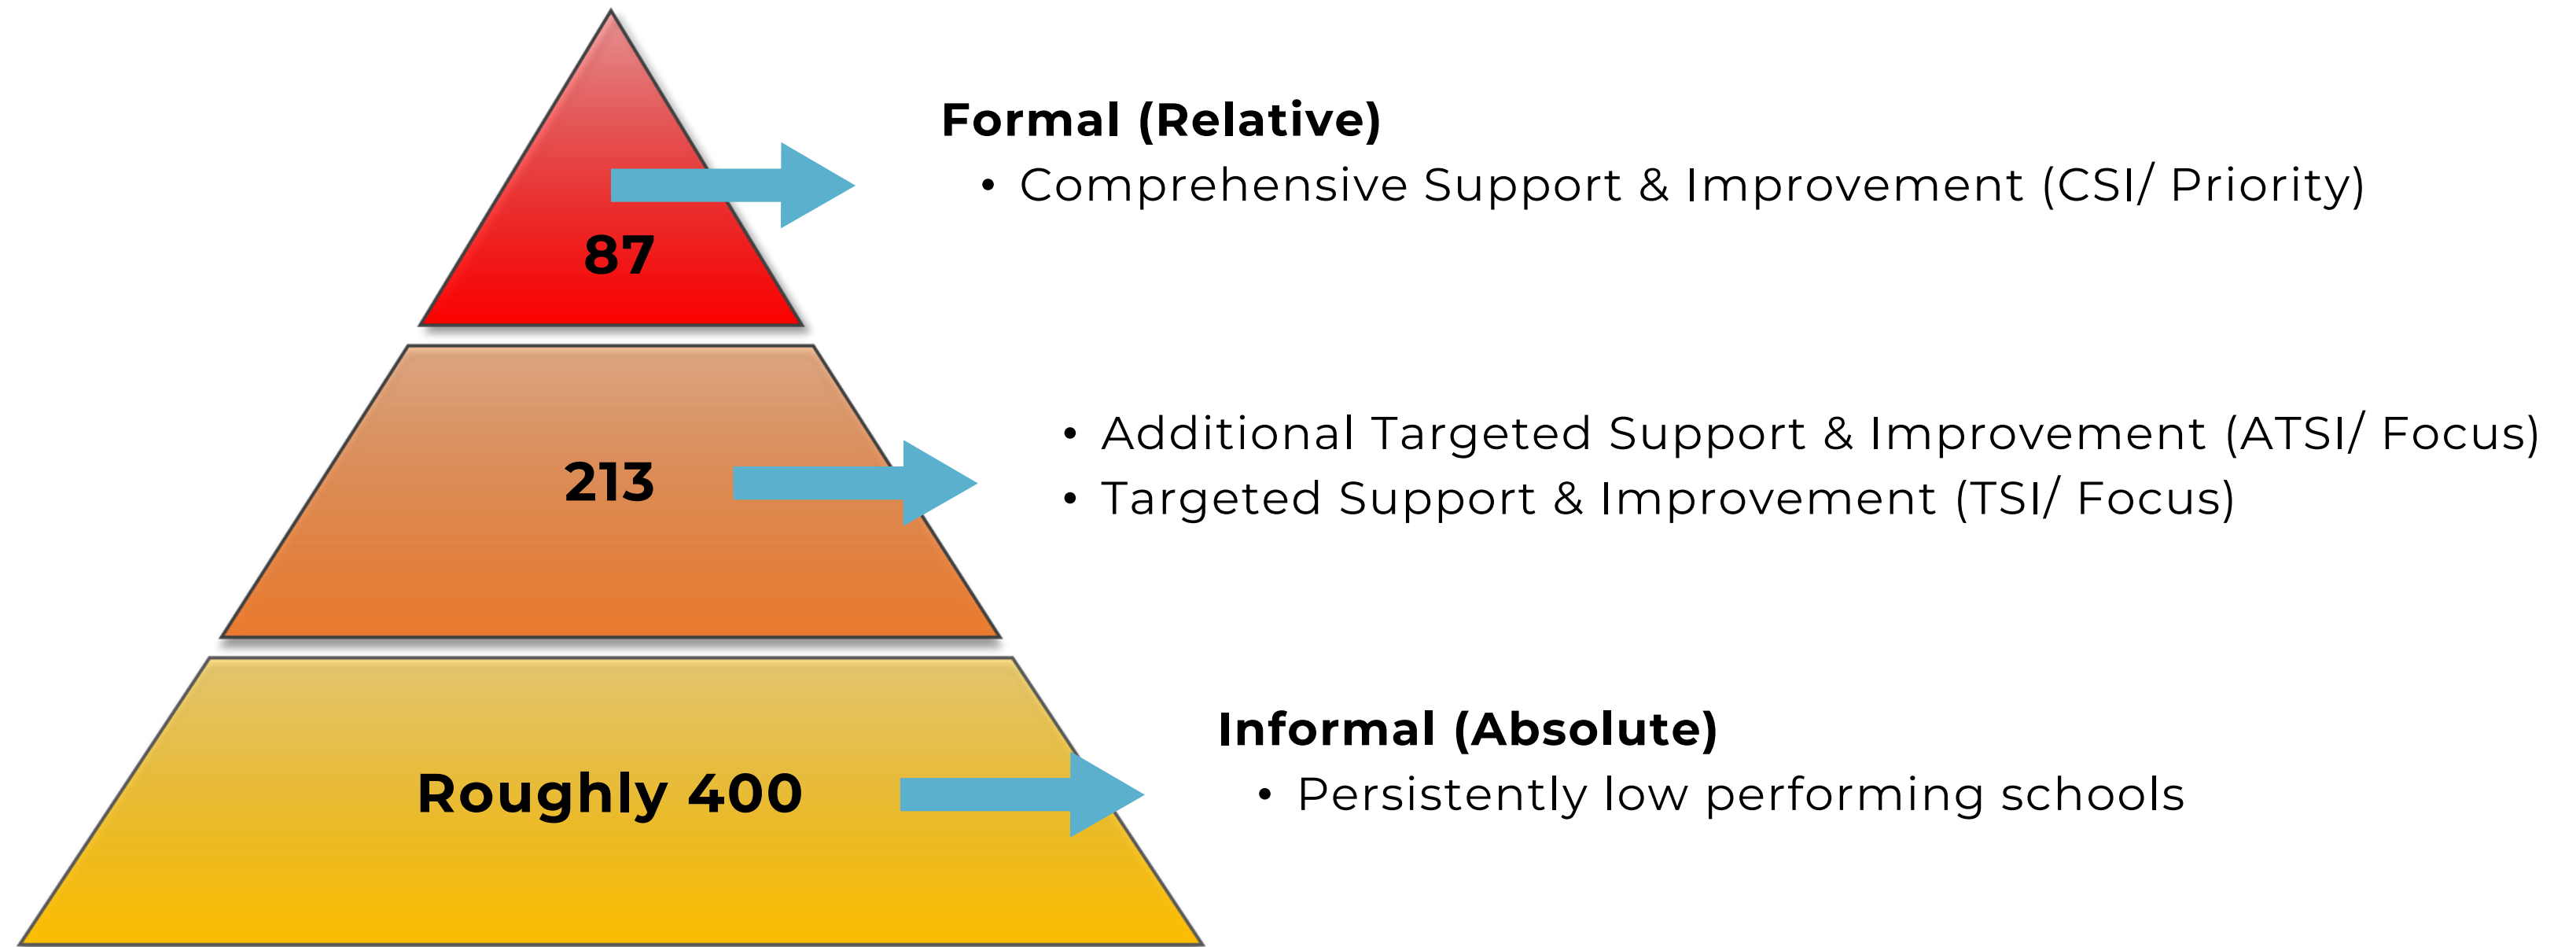 Formal (Relative)
• Comprehensive Support & Improvement (CSI/ Priority)
87
• Additional Targeted Support & Improvement (ATSI/ Focus)
• Targeted Support & Improvement (TSI/ Focus)
213
Informal (Absolute)
• Persistently low performing schools
Roughly 400